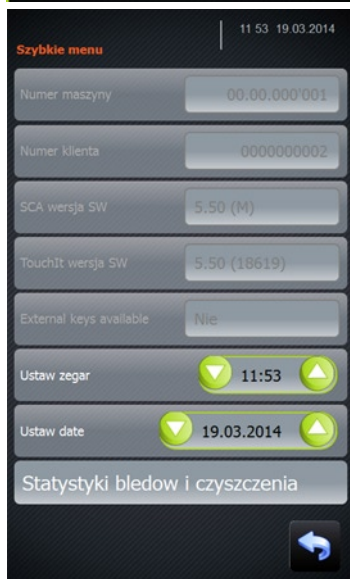 11 53 19.03.2014
Szybkie menu
Numer maszyny 00.00.000'001
Numer klienta 0000000002
SCA wersja SW 5.50 (M)
TouchIt wersja SW 5.50 (18619)
External keys available Nie
Ustaw zegar 11:53
Ustaw date 19.03.2014
Statystyki bledow i czyszczenia